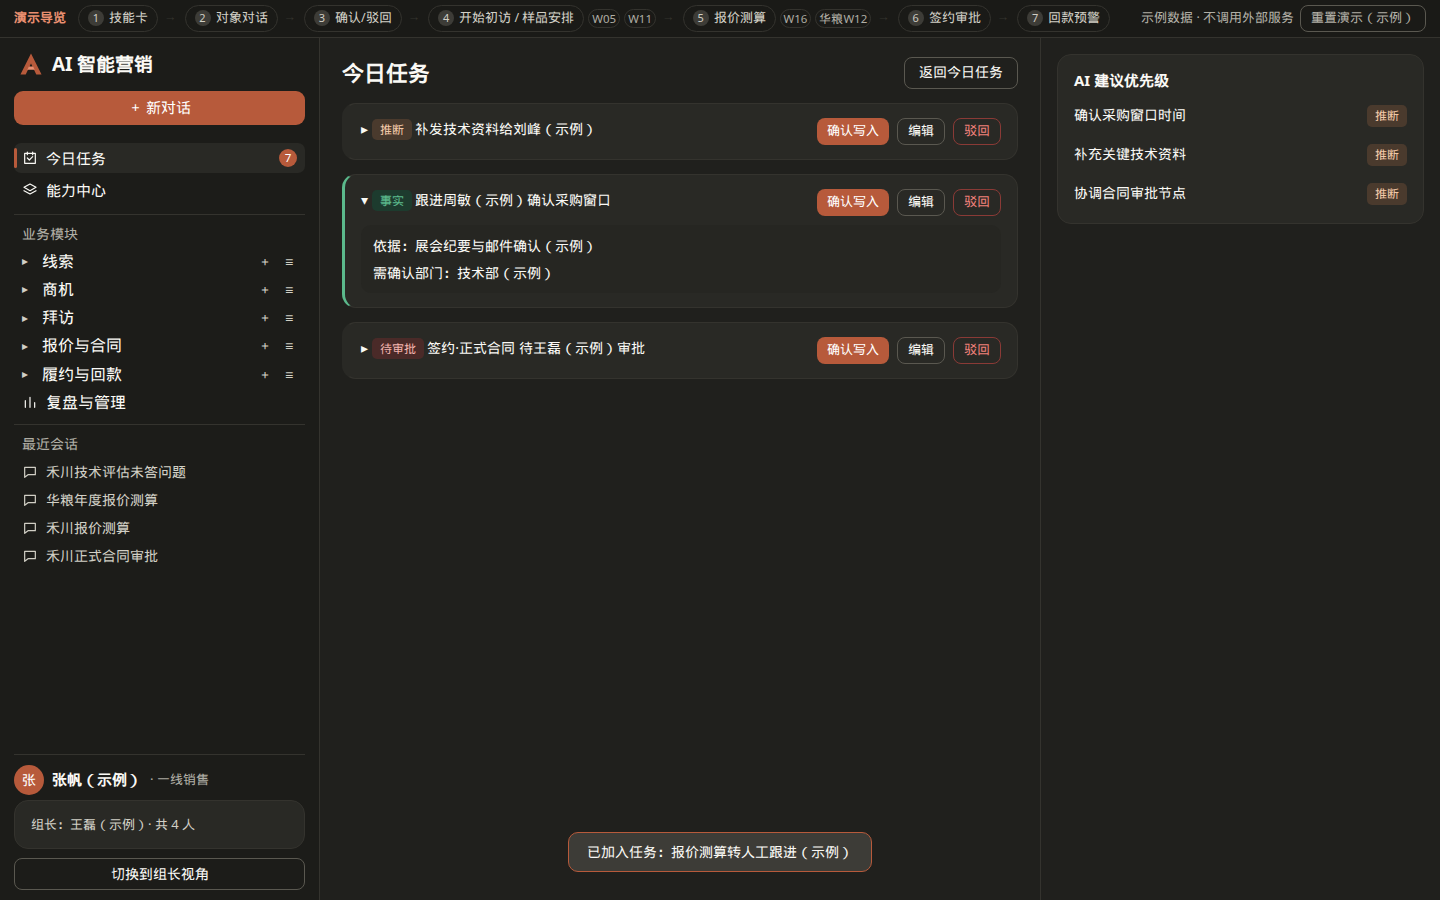 演示导览 1 技能卡 → 2 对象对话 → 3 确认/驳回 → 4 开始初访 / 样品安排 W05 W11 → 5 报价测算 W16 华粮W12 → 6 签约审批 → 7 回款预警 示例数据 · 不调用外部服务 重置演示（示例）
AI 智能营销
+ 新对话
今日任务 7
能力中心
业务模块
▸ 线索 + ≡
▸ 商机 + ≡
▸ 拜访 + ≡
▸ 报价与合同 + ≡
▸ 履约与回款 + ≡
复盘与管理
最近会话
禾川技术评估未答问题
华粮年度报价测算
禾川报价测算
禾川正式合同审批
张 张帆（示例） · 一线销售
组长：王磊（示例）· 共 4 人
切换到组长视角
今日任务 返回今日任务
▸ 推断 补发技术资料给刘峰（示例） 确认写入 编辑 驳回
▾ 事实 跟进周敏（示例）确认采购窗口 确认写入 编辑 驳回
依据：展会纪要与邮件确认（示例）
需确认部门：技术部（示例）
▸ 待审批 签约·正式合同 待王磊（示例）审批 确认写入 编辑 驳回
已加入任务：报价测算转人工跟进（示例）
AI 建议优先级
确认采购窗口时间 推断
补充关键技术资料 推断
协调合同审批节点 推断